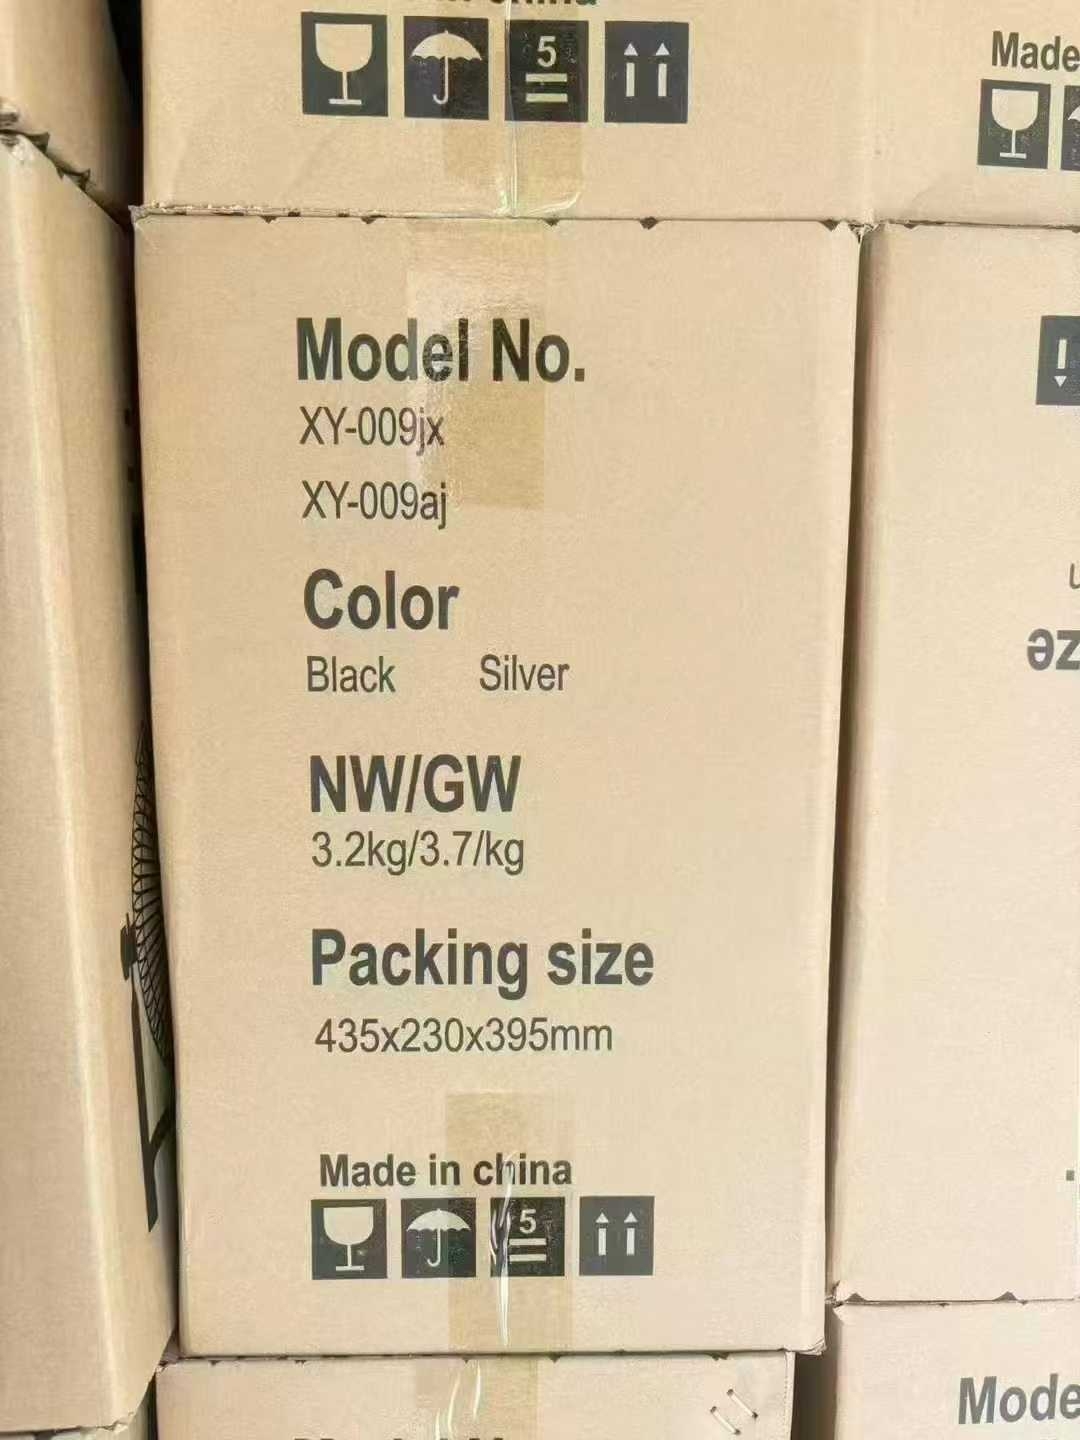 Made
5
Model No.
XY-009jx
XY-009aj
Color
Black Silver
NW/GW
3.2kg/3.7/kg
Packing size
435x230x395mm
Made in china
5